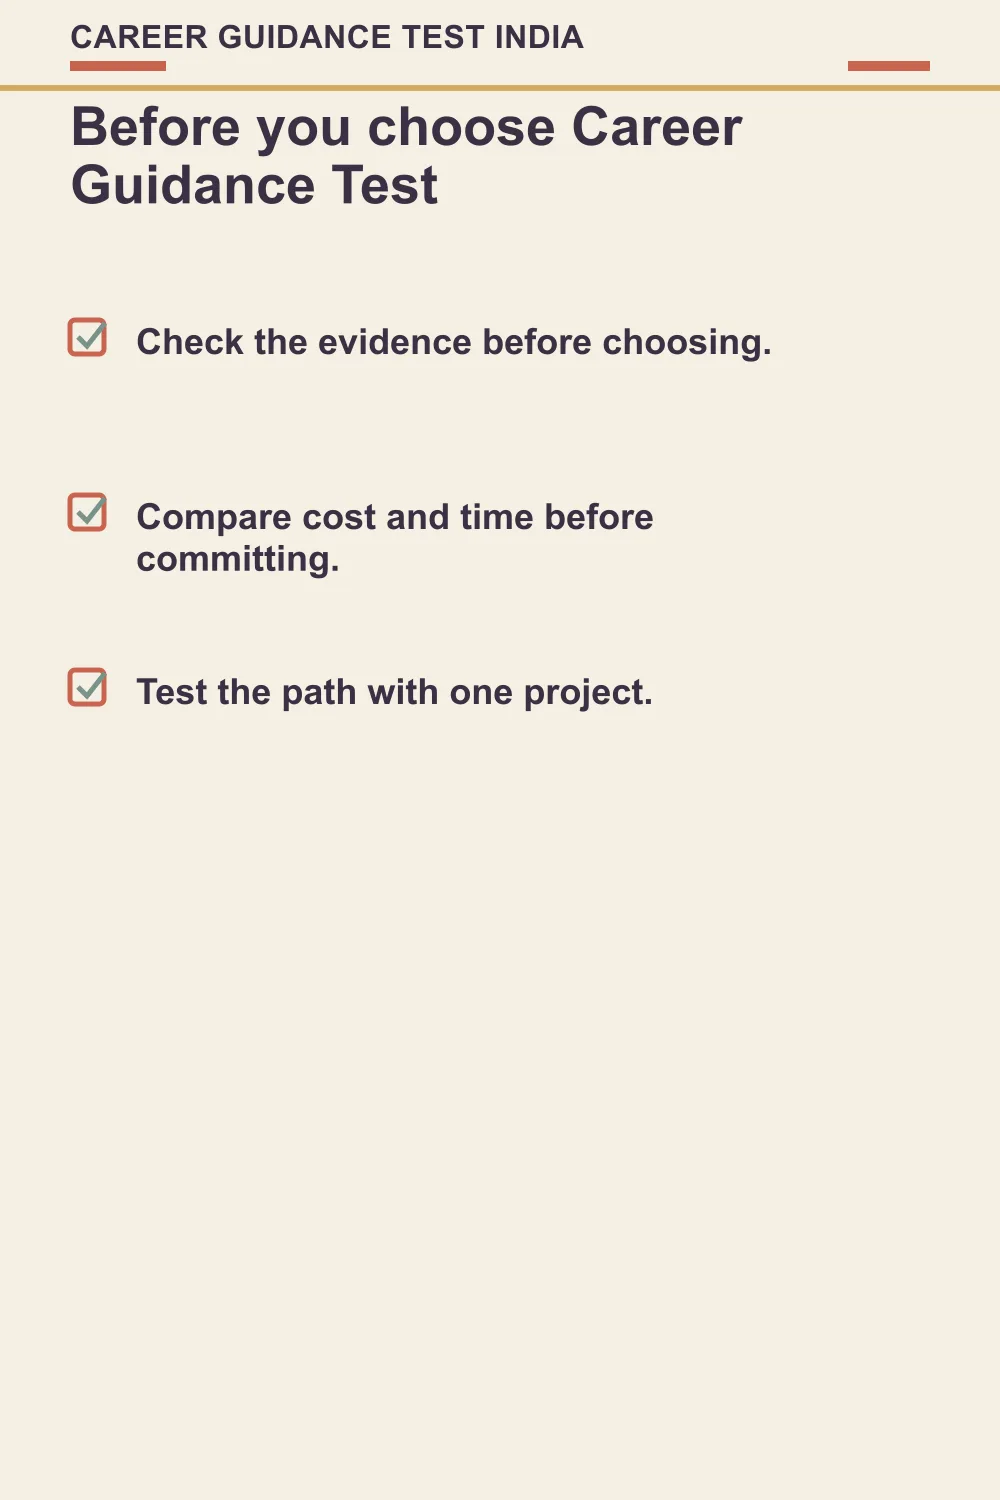 CAREER GUIDANCE TEST INDIA
Before you choose Career
Guidance Test
Check the evidence before choosing.
Compare cost and time before
committing.
Test the path with one project.